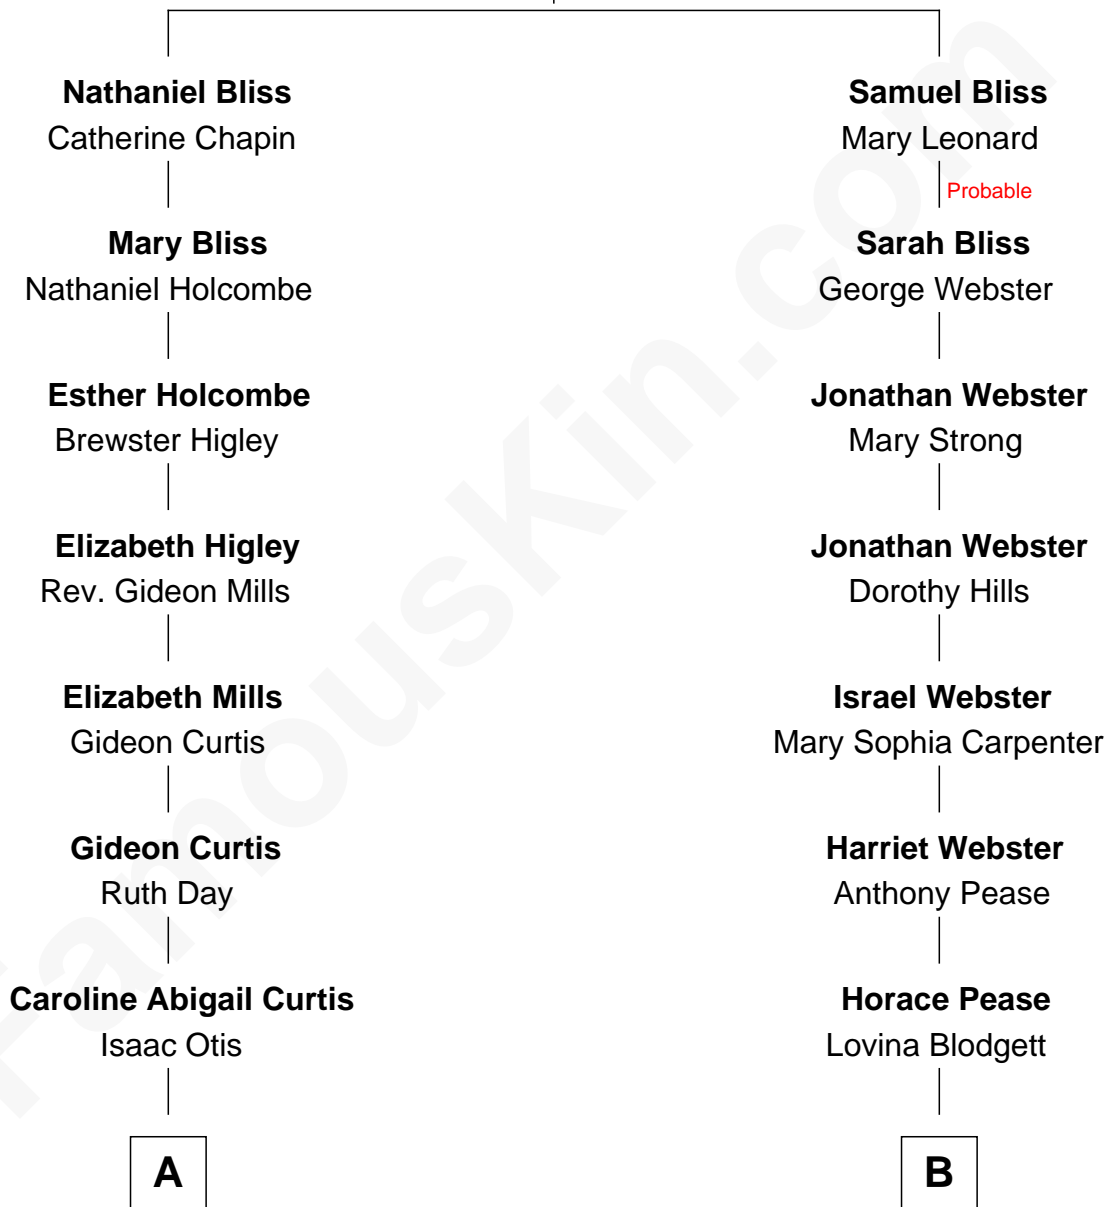 Nathaniel Bliss
Catherine Chapin
Mary Bliss
Nathaniel Holcombe
Esther Holcombe
Brewster Higley
Elizabeth Higley
Rev. Gideon Mills
Elizabeth Mills
Gideon Curtis
Gideon Curtis
Ruth Day
Caroline Abigail Curtis
Isaac Otis
A
Samuel Bliss
Mary Leonard
Probable
Sarah Bliss
George Webster
Jonathan Webster
Mary Strong
Jonathan Webster
Dorothy Hills
Israel Webster
Mary Sophia Carpenter
Harriet Webster
Anthony Pease
Horace Pease
Lovina Blodgett
B
FamousKin.com